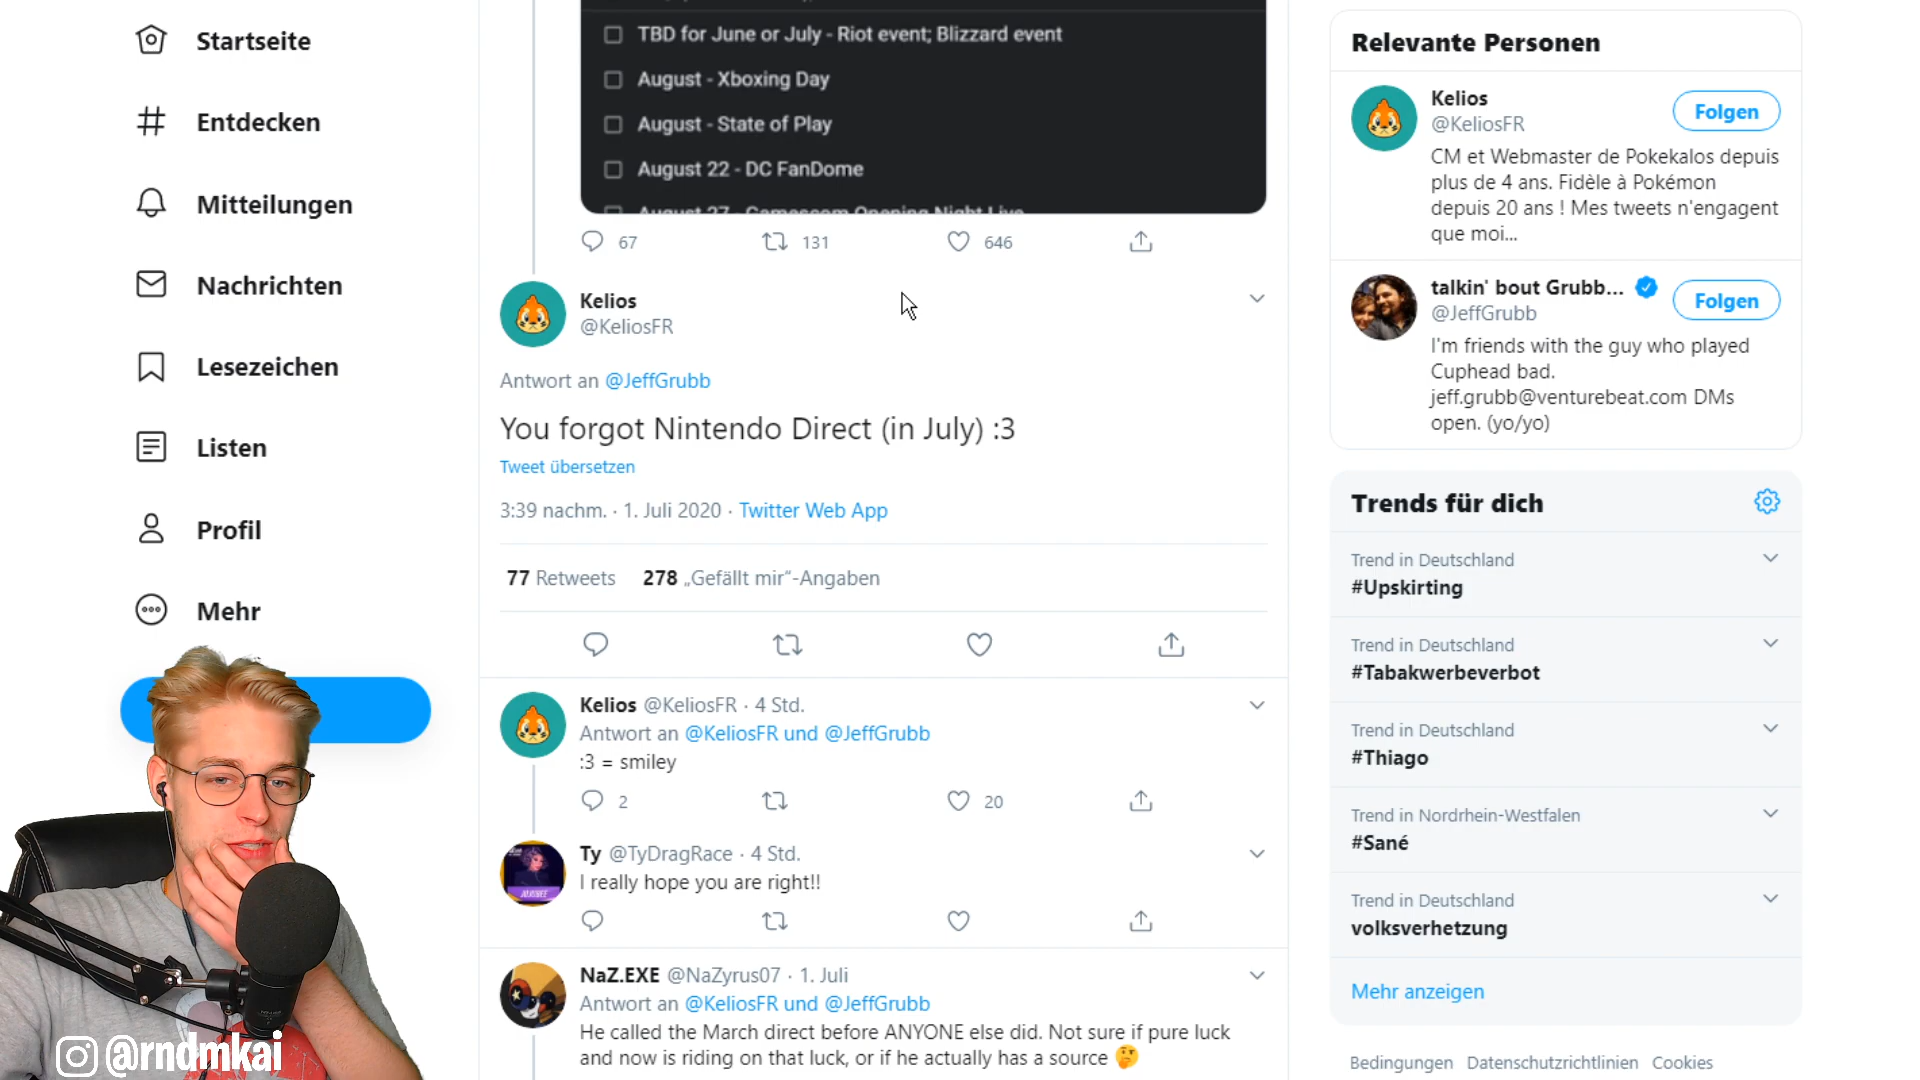 Startseite
Entdecken
Mitteilungen
Nachrichten
Lesezeichen
Listen
Profil
Mehr
@rndmkai
TBD for June or July - Riot event; Blizzard event
August - Xboxing Day
August - State of Play
August 22 - DC FanDome
August 27 - Gamescom Opening Night Live
67 131 646
Kelios
@KeliosFR
Antwort an @JeffGrubb
You forgot Nintendo Direct (in July) :3
Tweet übersetzen
3:39 nachm. · 1. Juli 2020 · Twitter Web App
77 Retweets 278 „Gefällt mir“-Angaben
Kelios @KeliosFR · 4 Std.
Antwort an @KeliosFR und @JeffGrubb
:3 = smiley
2 20
Ty @TyDragRace · 4 Std.
I really hope you are right!!
NaZ.EXE @NaZyrus07 · 1. Juli
Antwort an @KeliosFR und @JeffGrubb
He called the March direct before ANYONE else did. Not sure if pure luck
and now is riding on that luck, or if he actually has a source 🤔
Relevante Personen
Kelios
@KeliosFR
Folgen
CM et Webmaster de Pokekalos depuis
plus de 4 ans. Fidèle à Pokémon
depuis 20 ans ! Mes tweets n'engagent
que moi...
talkin' bout Grubb...
@JeffGrubb
Folgen
I'm friends with the guy who played
Cuphead bad.
jeff.grubb@venturebeat.com DMs
open. (yo/yo)
Trends für dich
Trend in Deutschland
#Upskirting
Trend in Deutschland
#Tabakwerbeverbot
Trend in Deutschland
#Thiago
Trend in Nordrhein-Westfalen
#Sané
Trend in Deutschland
volksverhetzung
Mehr anzeigen
Bedingungen Datenschutzrichtlinien Cookies